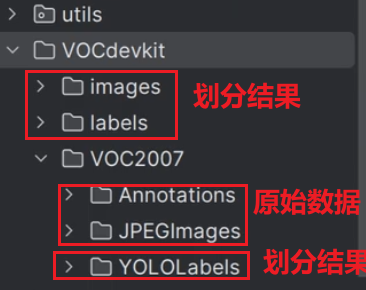 utils
VOCdevkit
images
labels
划分结果
VOC2007
Annotations
JPEGImages
原始数据
YOLOLabels
划分结果